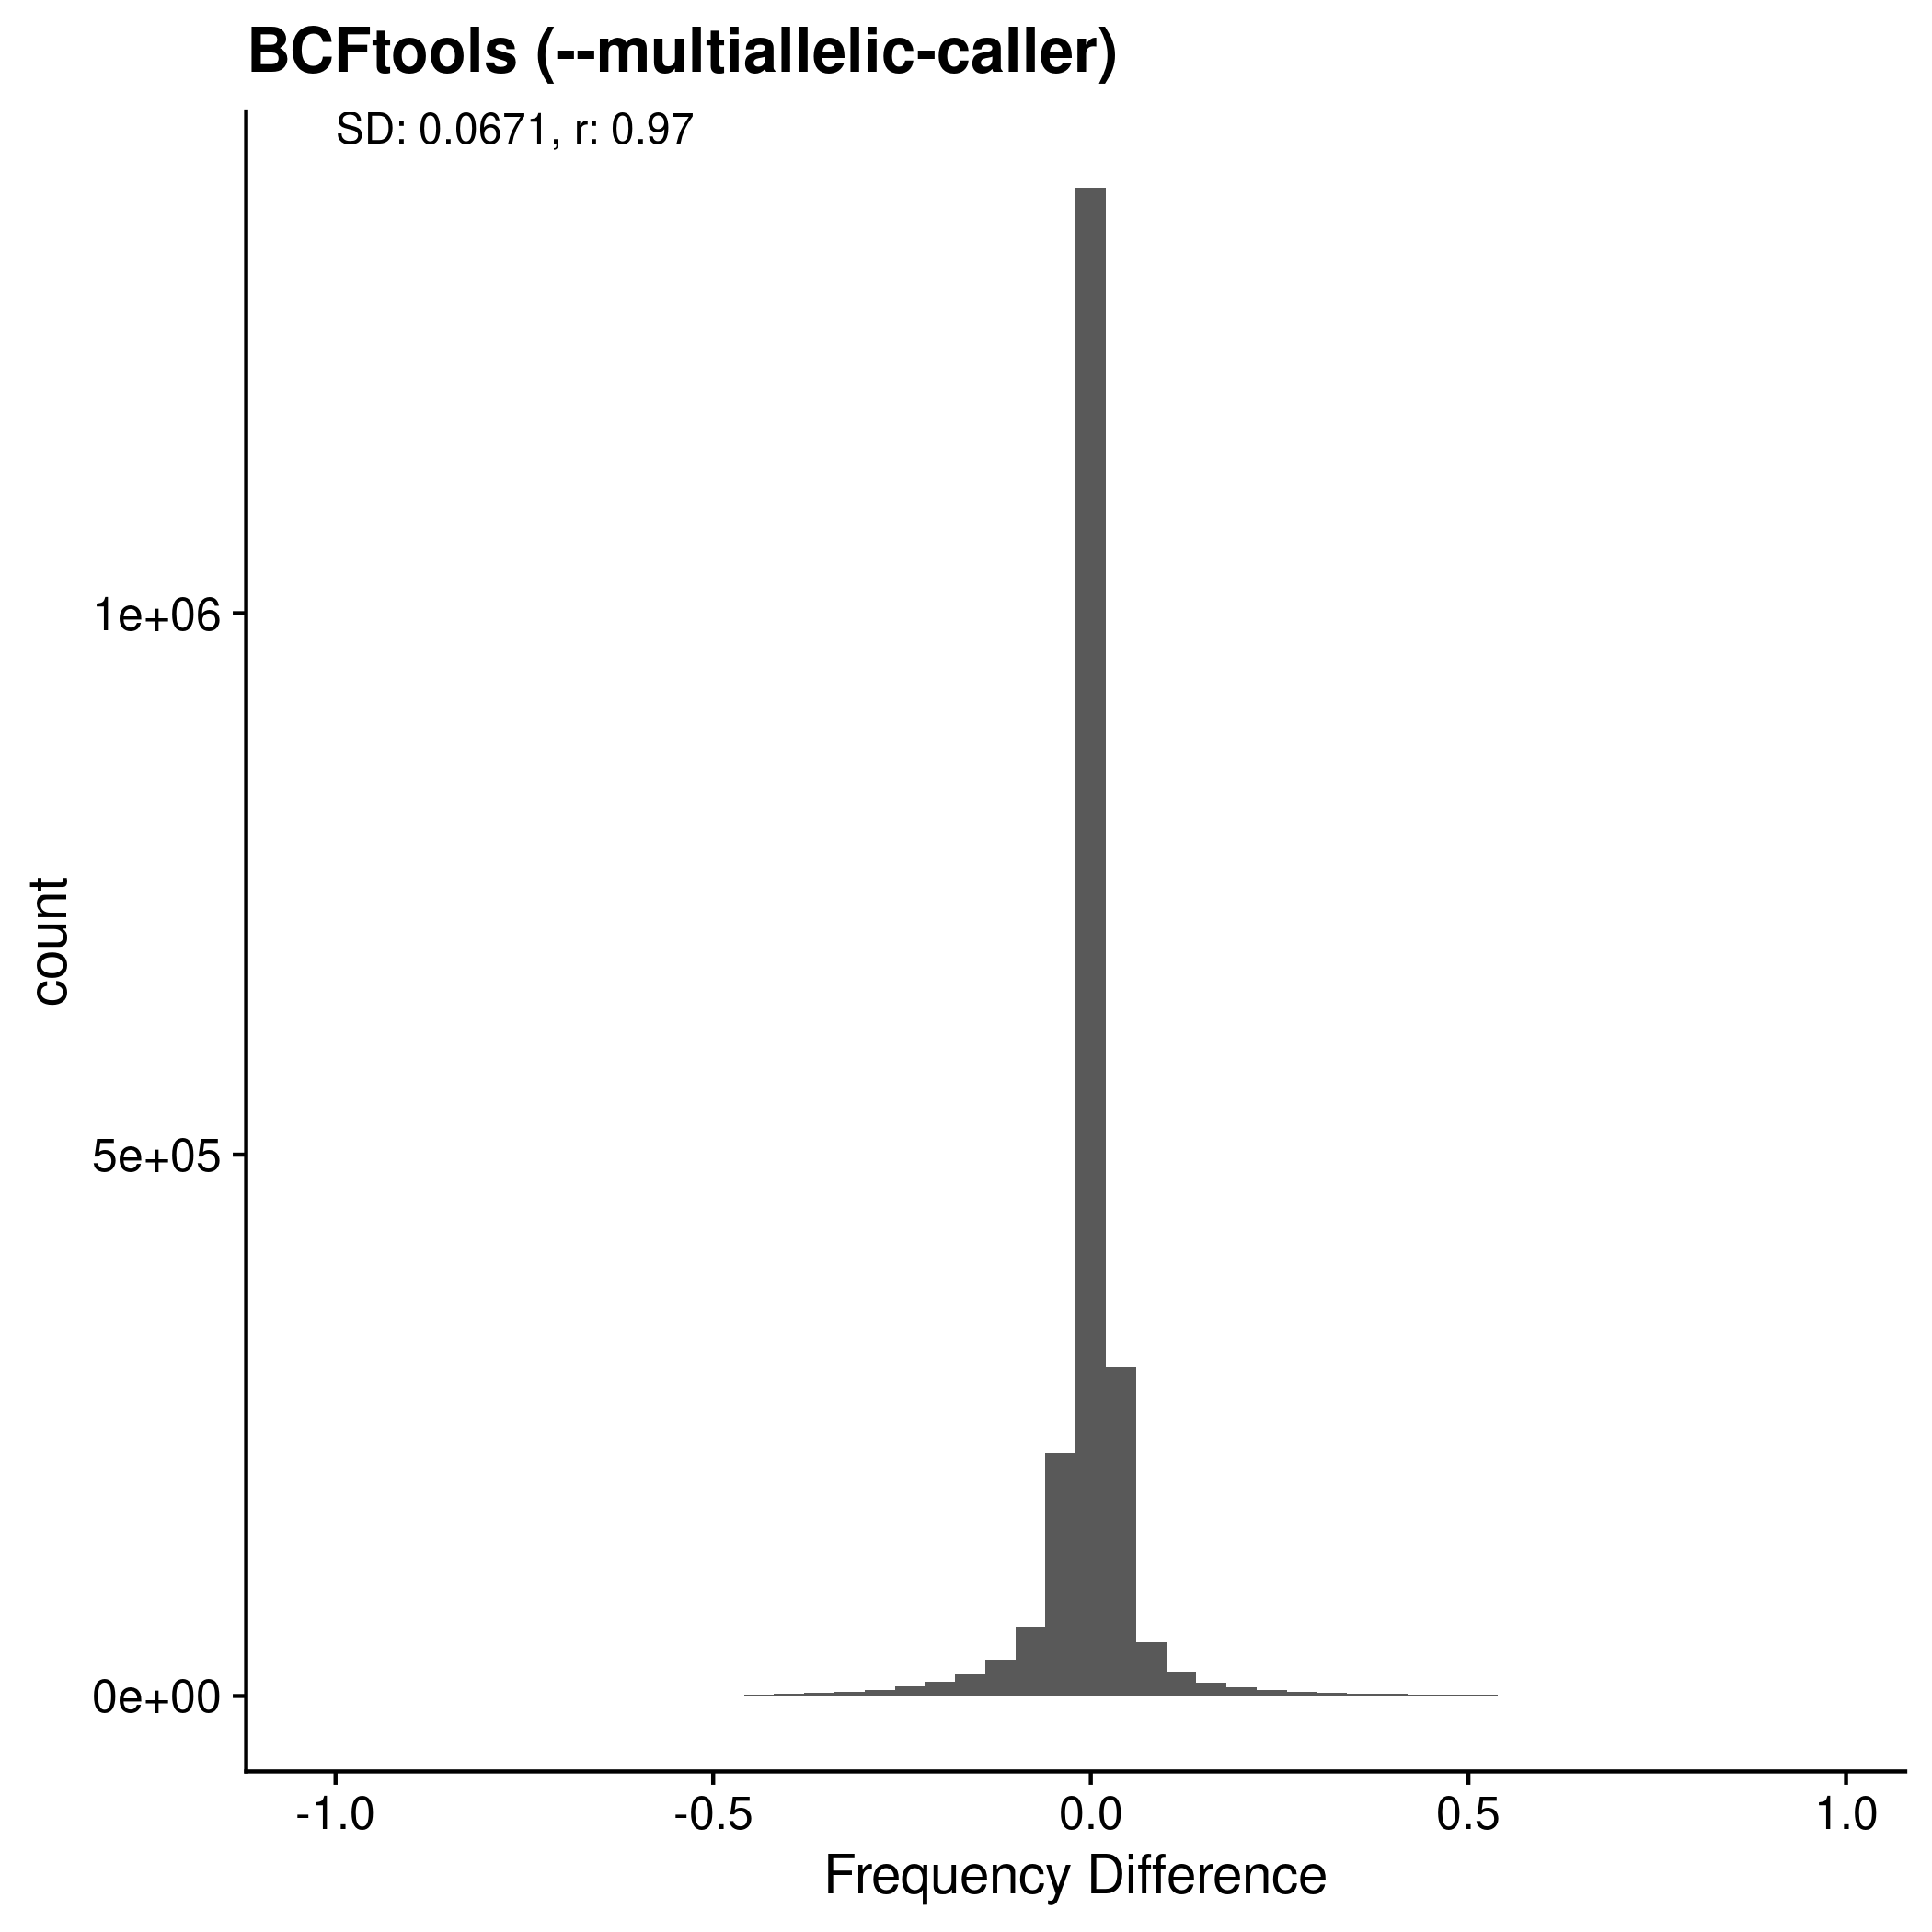 BCFtools (--multiallelic-caller)
SD: 0.0671, r: 0.97
count
1e+06
5e+05
0e+00
-1.0 -0.5 0.0 0.5 1.0
Frequency Difference